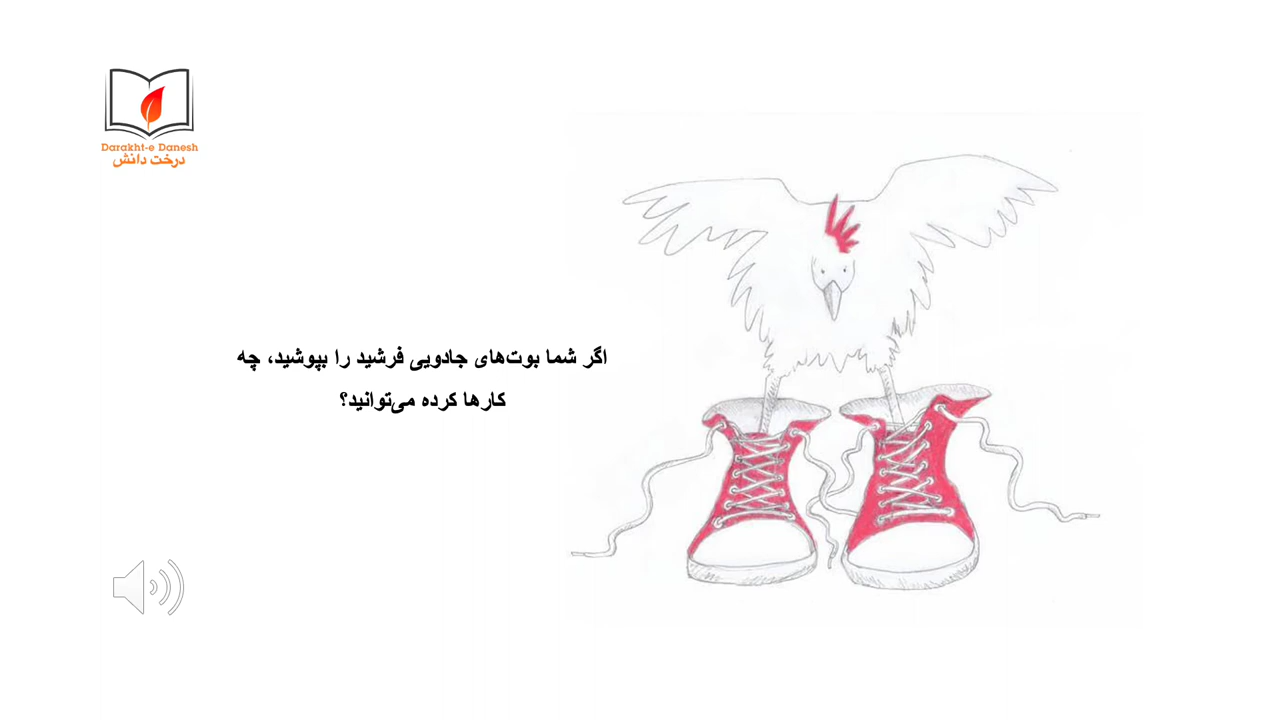 Darakht-e Danesh
درخت دانش
اگر شما بوت‌های جادویی فرشید را بپوشید، چه
کارها کرده می‌توانید؟